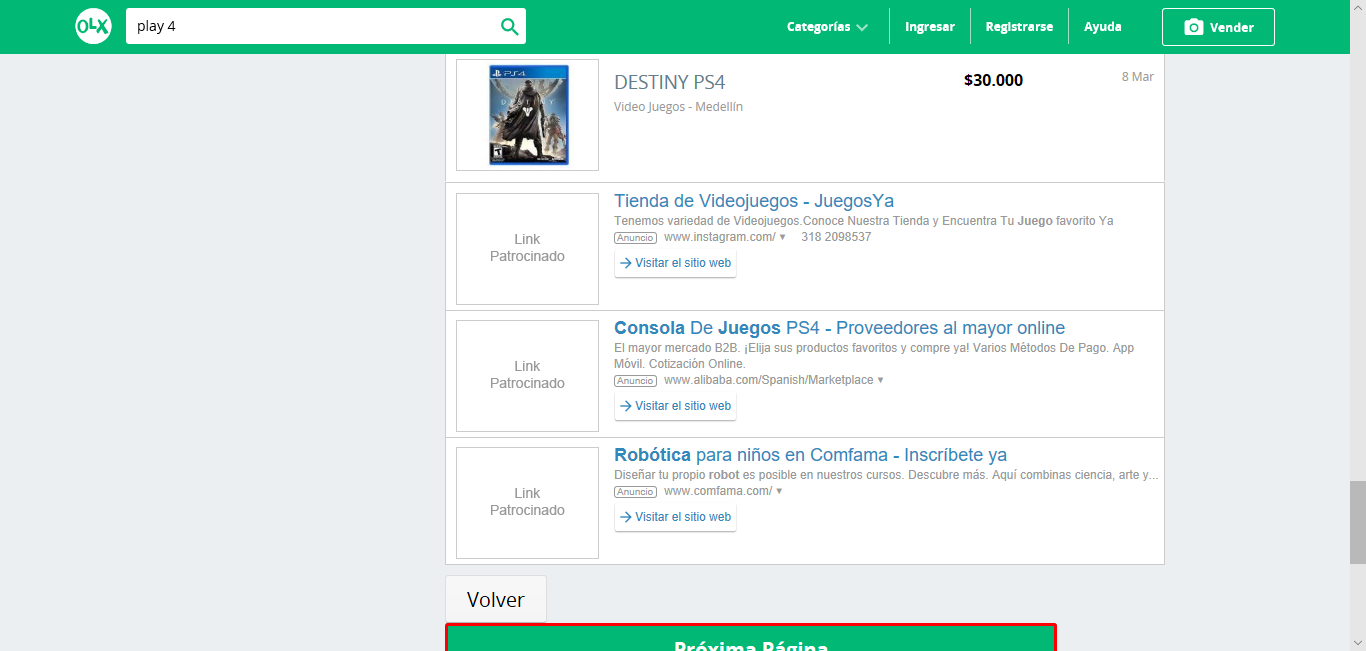 OLX
play 4
Categorías
Ingresar
Registrarse
Ayuda
Vender
PS4
DESTINY
DESTINY PS4
$30.000
8 Mar
Video Juegos - Medellín
Link
Patrocinado
Tienda de Videojuegos - JuegosYa
Tenemos variedad de Videojuegos.Conoce Nuestra Tienda y Encuentra Tu Juego favorito Ya
Anuncio www.instagram.com/ ▼ 318 2098537
→ Visitar el sitio web
Link
Patrocinado
Consola De Juegos PS4 - Proveedores al mayor online
El mayor mercado B2B. ¡Elija sus productos favoritos y compre ya! Varios Métodos De Pago. App
Móvil. Cotización Online.
Anuncio www.alibaba.com/Spanish/Marketplace ▼
→ Visitar el sitio web
Link
Patrocinado
Robótica para niños en Comfama - Inscríbete ya
Diseñar tu propio robot es posible en nuestros cursos. Descubre más. Aquí combinas ciencia, arte y...
Anuncio www.comfama.com/ ▼
→ Visitar el sitio web
Volver
Próxima Página